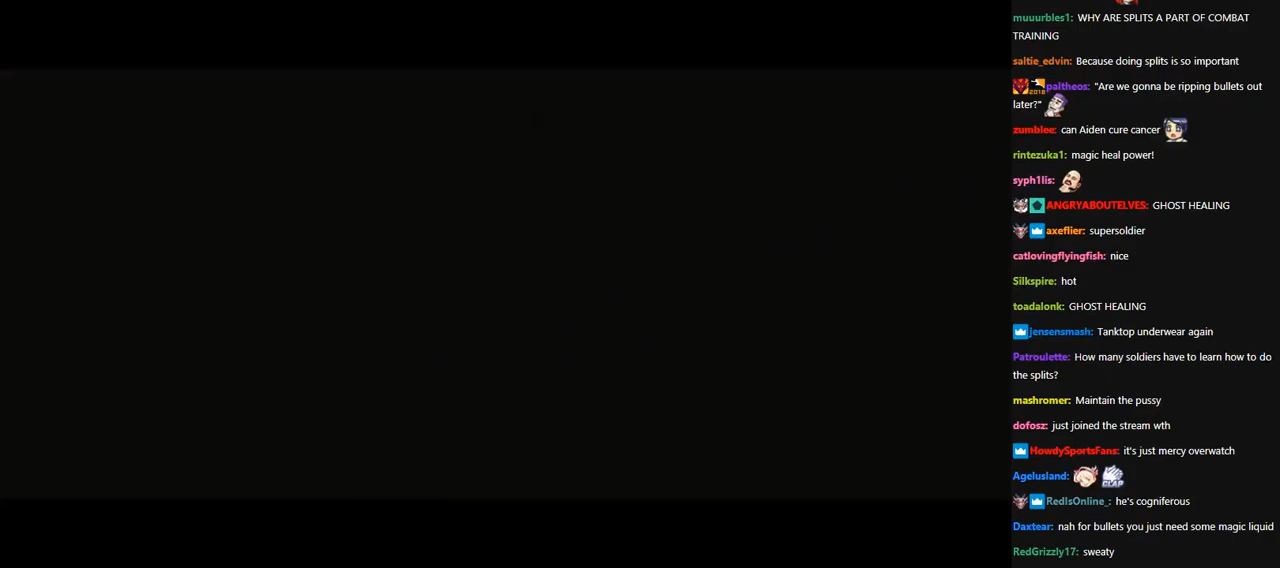 muuurbles1: WHY ARE SPLITS A PART OF COMBAT
TRAINING
saltie_edvin: Because doing splits is so important
2018 paltheos: "Are we gonna be ripping bullets out
later?"
zumblee: can Aiden cure cancer
rintezuka1: magic heal power!
syph1lis:
ANGRYABOUTELVES: GHOST HEALING
axeflier: supersoldier
catlovingflyingfish: nice
Silkspire: hot
toadalonk: GHOST HEALING
jensensmash: Tanktop underwear again
Patroulette: How many soldiers have to learn how to do
the splits?
mashromer: Maintain the pussy
dofosz: just joined the stream wth
HowdySportsFans: it's just mercy overwatch
Agelusland: CLAP
RedIsOnline_: he's cogniferous
Daxtear: nah for bullets you just need some magic liquid
RedGrizzly17: sweaty